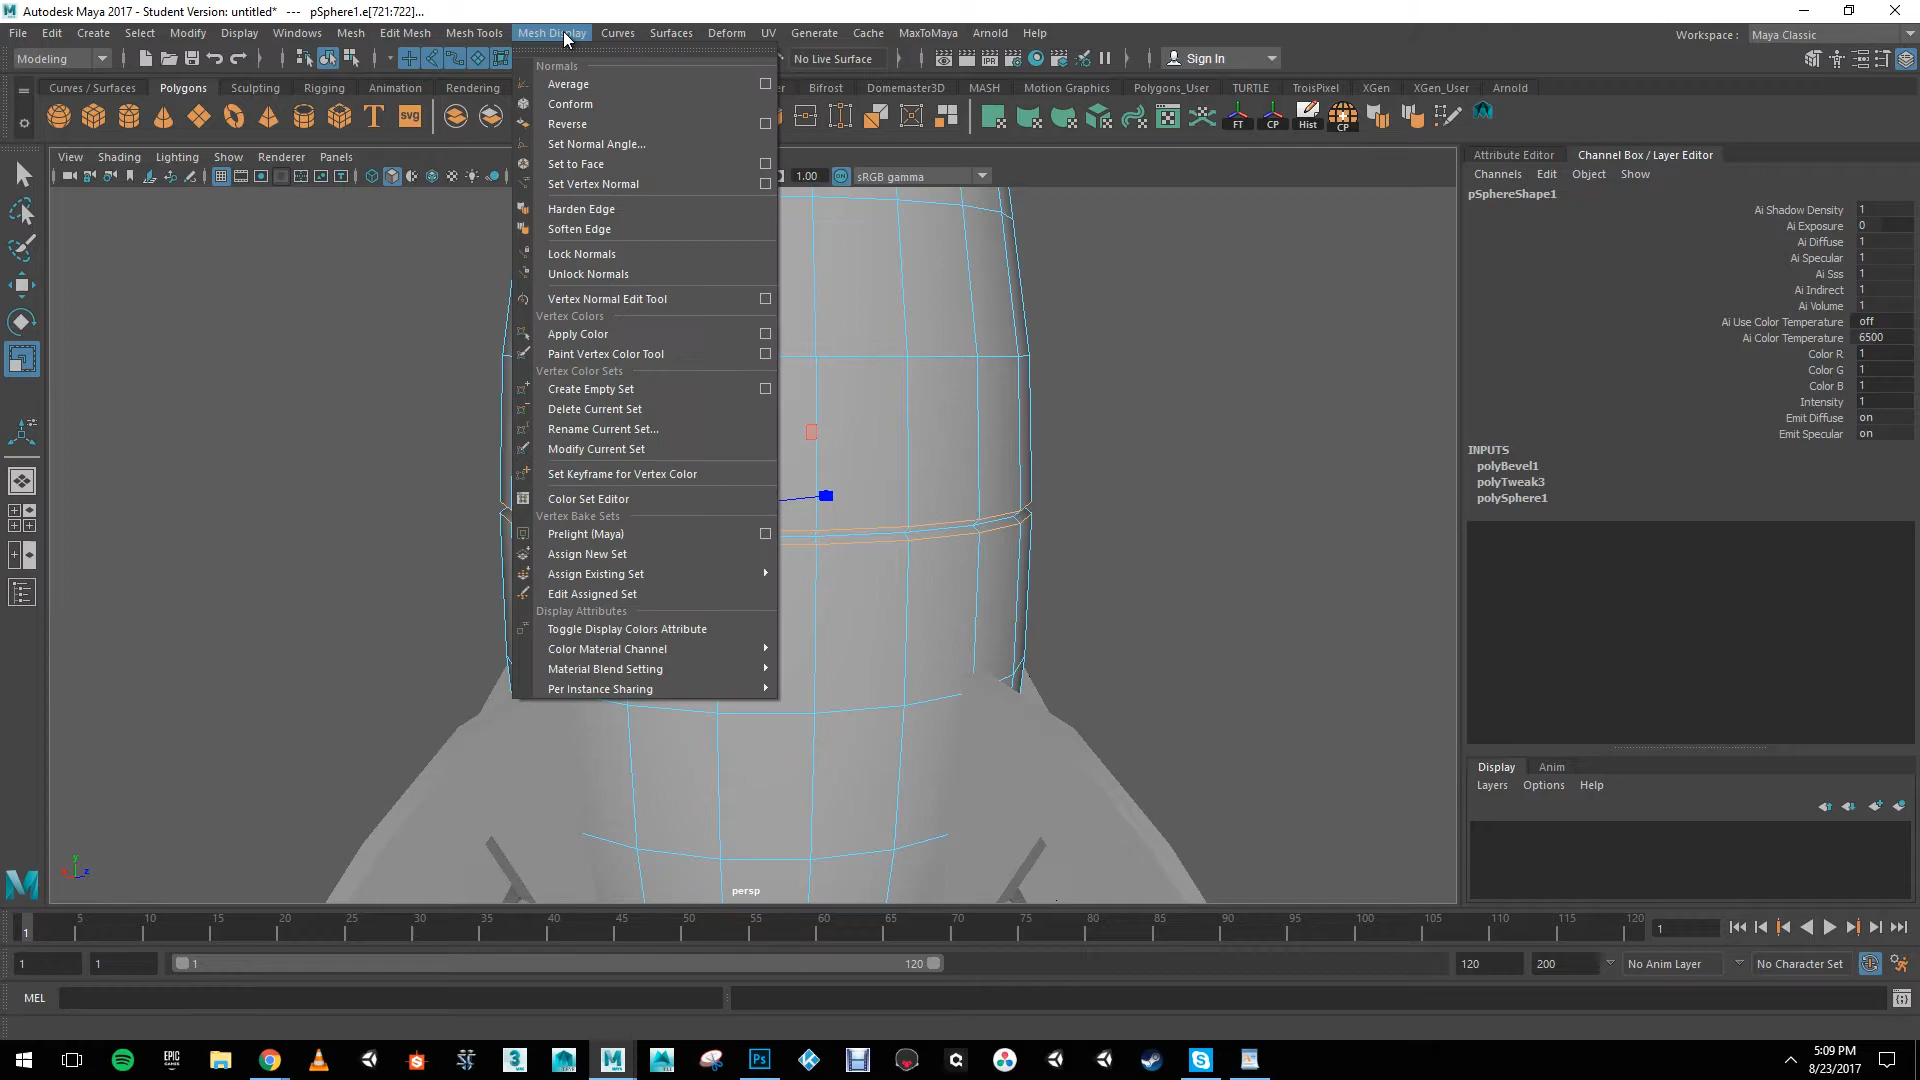 Autodesk Maya 2017 - Student Version: untitled* --- pSphere1.e[721:722]...
File Edit Create Select Modify Display Windows Mesh Edit Mesh Mesh Tools Mesh Display Curves Surfaces Deform UV Generate Cache MaxToMaya Arnold Help Workspace : Maya Classic
Modeling No Live Surface Sign In
Curves / Surfaces Polygons Sculpting Rigging Animation Rendering Bifrost Domemaster3D MASH Motion Graphics Polygons_User TURTLE TroisPixel XGen XGen_User Arnold
T svg FT CP Hist CP
View Shading Lighting Show Renderer Panels
1.00 ON sRGB gamma
Normals
Average
Conform
Reverse
Set Normal Angle...
Set to Face
Set Vertex Normal
Harden Edge
Soften Edge
Lock Normals
Unlock Normals
Vertex Normal Edit Tool
Vertex Colors
Apply Color
Paint Vertex Color Tool
Vertex Color Sets
Create Empty Set
Delete Current Set
Rename Current Set...
Modify Current Set
Set Keyframe for Vertex Color
Color Set Editor
Vertex Bake Sets
Prelight (Maya)
Assign New Set
Assign Existing Set
Edit Assigned Set
Display Attributes
Toggle Display Colors Attribute
Color Material Channel
Material Blend Setting
Per Instance Sharing
persp
y
z
Attribute Editor Channel Box / Layer Editor
Channels Edit Object Show
pSphereShape1
Ai Shadow Density 1
Ai Exposure 0
Ai Diffuse 1
Ai Specular 1
Ai Sss 1
Ai Indirect 1
Ai Volume 1
Ai Use Color Temperature off
Ai Color Temperature 6500
Color R 1
Color G 1
Color B 1
Intensity 1
Emit Diffuse on
Emit Specular on
INPUTS
polyBevel1
polyTweak3
polySphere1
Display Anim
Layers Options Help
1 5 10 15 20 25 30 35 40 45 50 55 60 65 70 75 80 85 90 95 100 105 110 115 120 1
1 1 1 120 120 200 No Anim Layer No Character Set
MEL
5:09 PM
8/23/2017